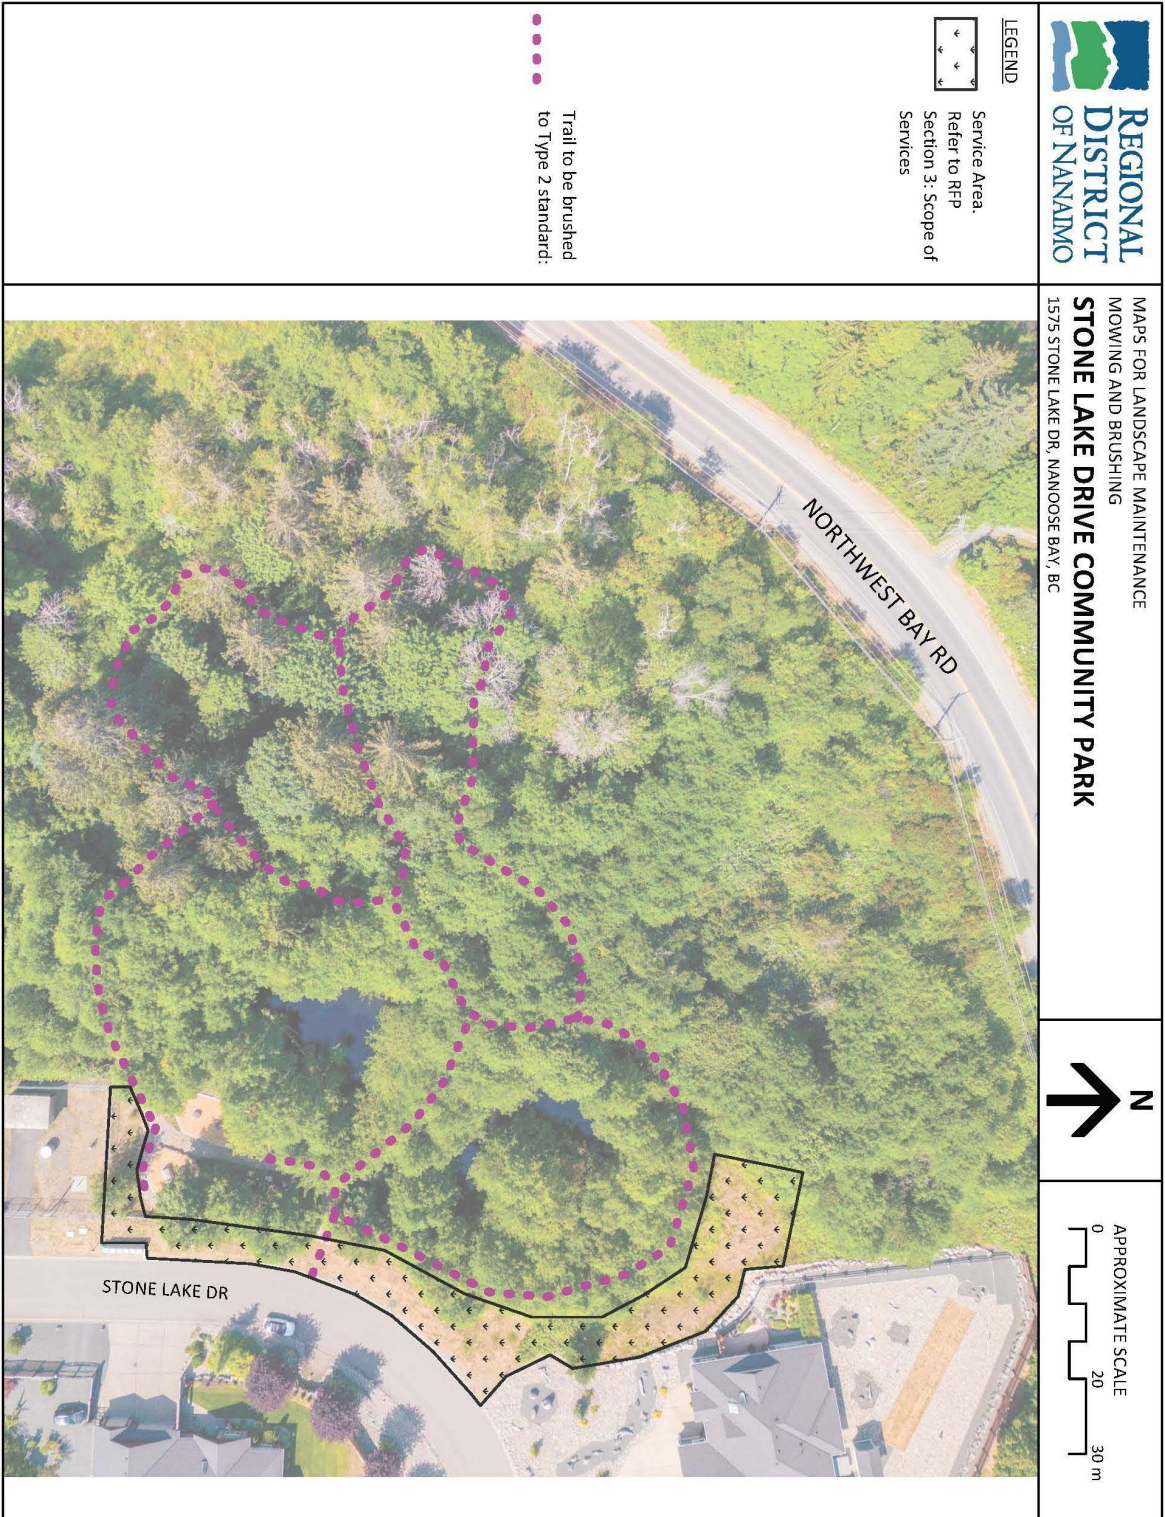 REGIONAL
DISTRICT
OF NANAIMO
MAPS FOR LANDSCAPE MAINTENANCE
MOWING AND BRUSHING
STONE LAKE DRIVE COMMUNITY PARK
1575 STONE LAKE DR, NANOOSE BAY, BC
N
APPROXIMATE SCALE
0 20 30 m
LEGEND
Service Area.
Refer to RFP
Section 3: Scope of
Services
Trail to be brushed
to Type 2 standard:
NORTHWEST BAY RD
STONE LAKE DR